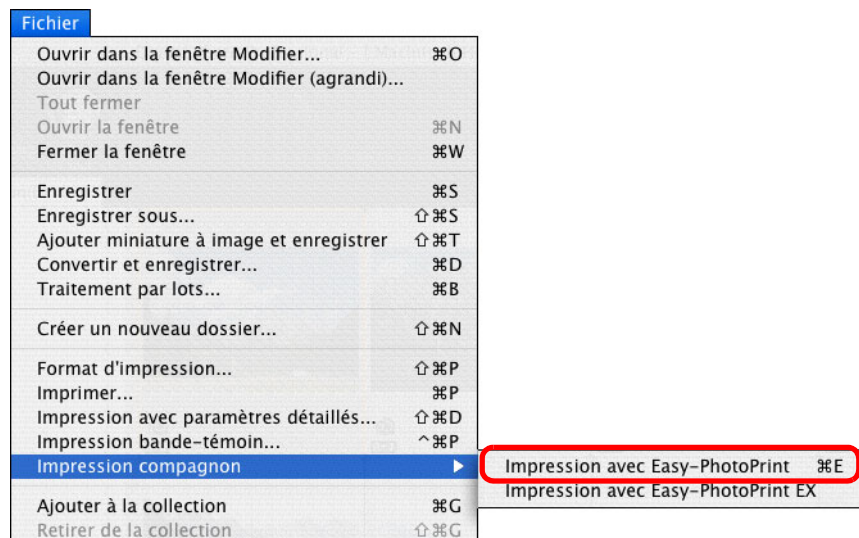 Fichier
Ouvrir dans la fenêtre Modifier... ⌘O
Ouvrir dans la fenêtre Modifier (agrandi)...
Tout fermer
Ouvrir la fenêtre ⌘N
Fermer la fenêtre ⌘W
Enregistrer ⌘S
Enregistrer sous... ⇧⌘S
Ajouter miniature à image et enregistrer ⇧⌘T
Convertir et enregistrer... ⌘D
Traitement par lots... ⌘B
Créer un nouveau dossier... ⇧⌘N
Format d'impression... ⇧⌘P
Imprimer... ⌘P
Impression avec paramètres détaillés... ⇧⌘D
Impression bande-témoin... ^⌘P
Impression compagnon ▶
Impression avec Easy-PhotoPrint ⌘E
Impression avec Easy-PhotoPrint EX
Ajouter à la collection ⌘G
Retirer de la collection ⇧⌘G